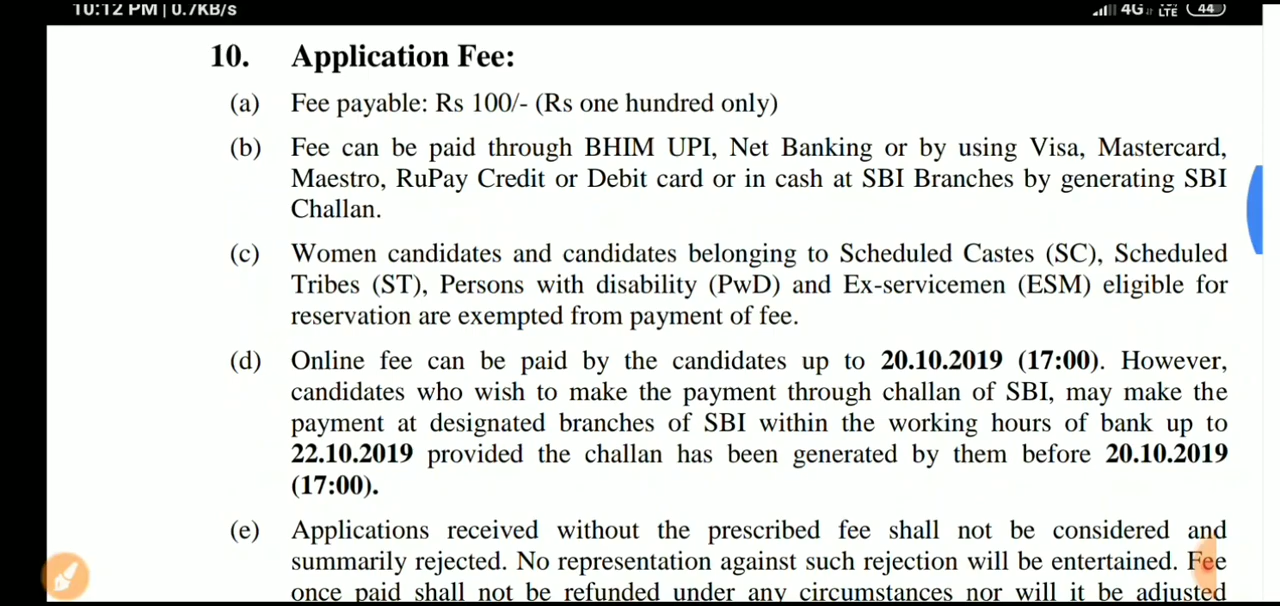 10:12 PM | 0.7KB/s
4G LTE 44
10. Application Fee:
(a) Fee payable: Rs 100/- (Rs one hundred only)
(b) Fee can be paid through BHIM UPI, Net Banking or by using Visa, Mastercard,
Maestro, RuPay Credit or Debit card or in cash at SBI Branches by generating SBI
Challan.
(c) Women candidates and candidates belonging to Scheduled Castes (SC), Scheduled
Tribes (ST), Persons with disability (PwD) and Ex-servicemen (ESM) eligible for
reservation are exempted from payment of fee.
(d) Online fee can be paid by the candidates up to 20.10.2019 (17:00). However,
candidates who wish to make the payment through challan of SBI, may make the
payment at designated branches of SBI within the working hours of bank up to
22.10.2019 provided the challan has been generated by them before 20.10.2019
(17:00).
(e) Applications received without the prescribed fee shall not be considered and
summarily rejected. No representation against such rejection will be entertained. Fee
once paid shall not be refunded under any circumstances nor will it be adjusted